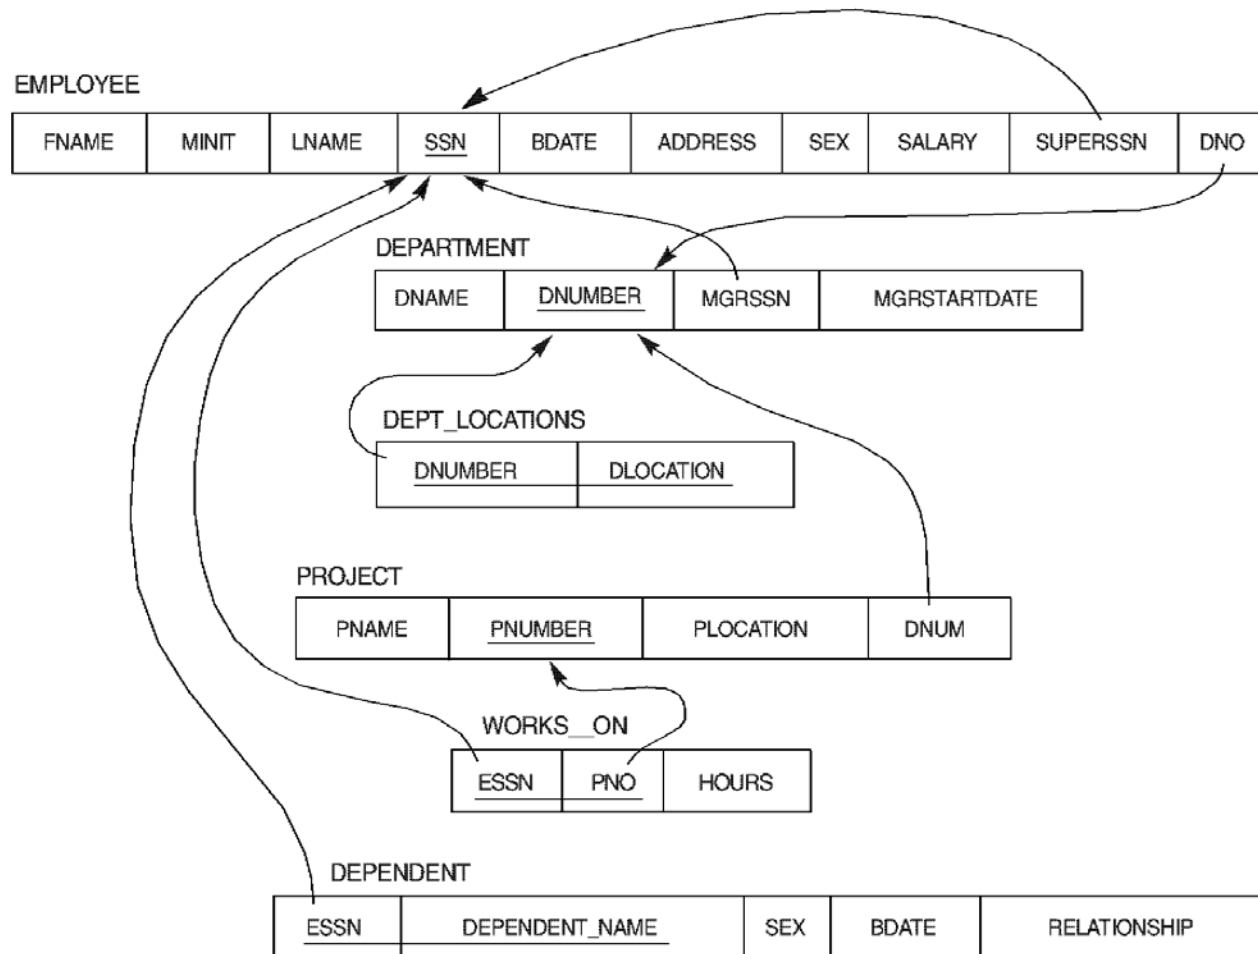 EMPLOYEE
FNAME MINIT LNAME SSN BDATE ADDRESS SEX SALARY SUPERSSN DNO
DEPARTMENT
DNAME DNUMBER MGRSSN MGRSTARTDATE
DEPT_LOCATIONS
DNUMBER DLOCATION
PROJECT
PNAME PNUMBER PLOCATION DNUM
WORKS__ON
ESSN PNO HOURS
DEPENDENT
ESSN DEPENDENT_NAME SEX BDATE RELATIONSHIP